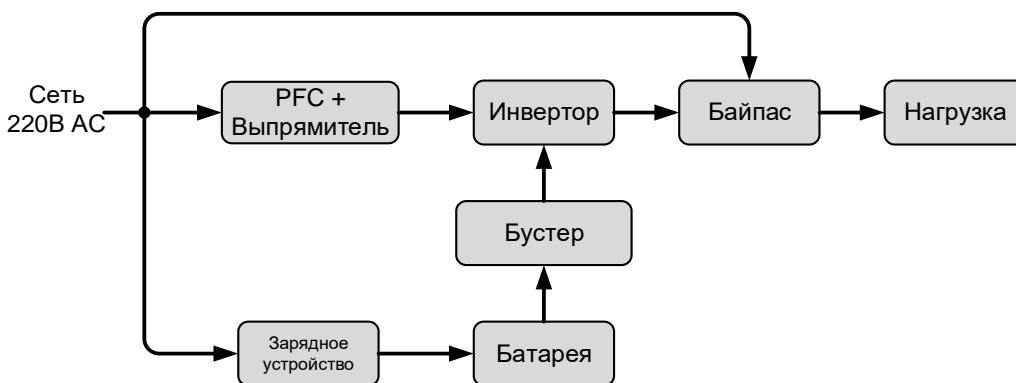 Сеть
220В AC
PFC +
Выпрямитель
Инвертор
Байпас
Нагрузка
Бустер
Зарядное
устройство
Батарея